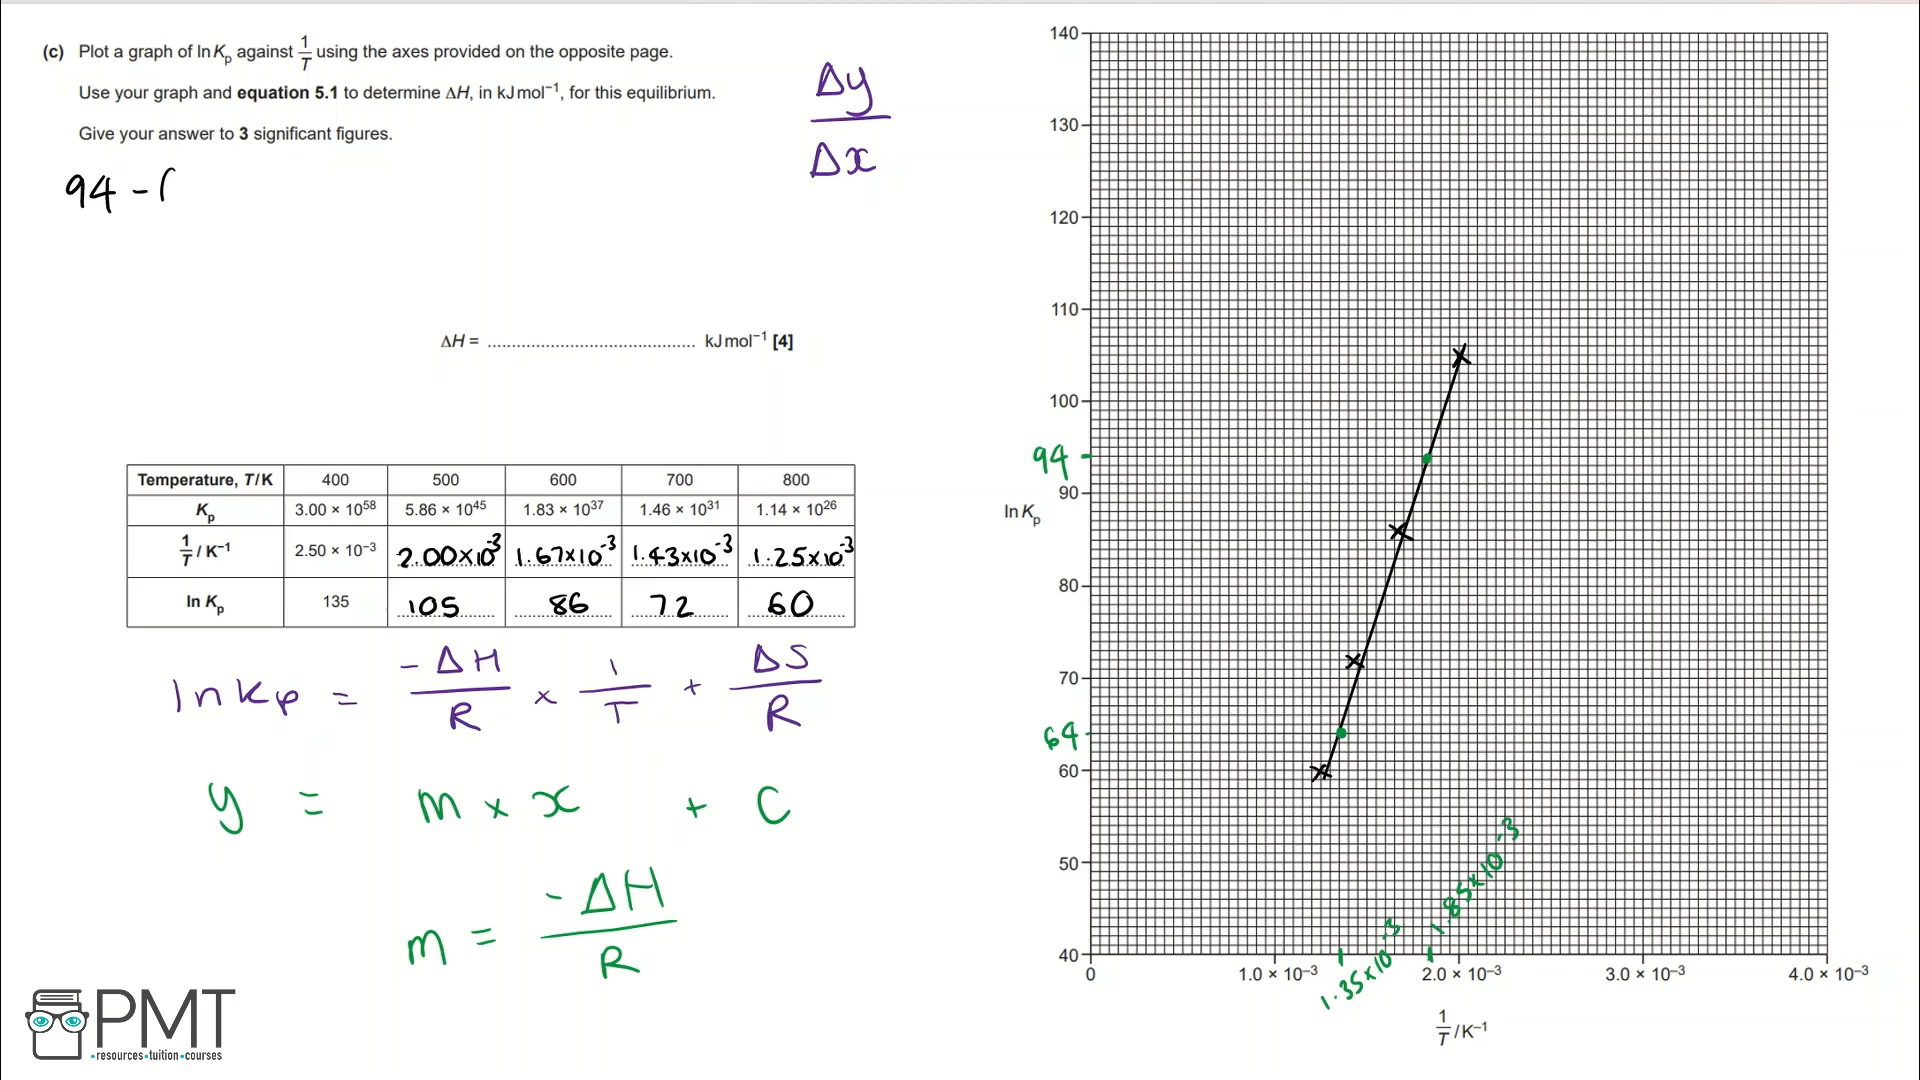 (c) Plot a graph of ln Kp against 1/T using the axes provided on the opposite page.
Use your graph and equation 5.1 to determine ΔH, in kJ mol⁻¹, for this equilibrium.
Give your answer to 3 significant figures.
94 - (
Δy
Δx
ΔH = .......................................... kJ mol⁻¹ [4]
Temperature, T/K 400 500 600 700 800
Kp 3.00 × 10⁵⁸ 5.86 × 10⁴⁵ 1.83 × 10³⁷ 1.46 × 10³¹ 1.14 × 10²⁶
1/T / K⁻¹ 2.50 × 10⁻³ 2.00×10⁻³ 1.67×10⁻³ 1.43×10⁻³ 1.25×10⁻³
ln Kp 135 105 86 72 60
ln Kp = -ΔH/R × 1/T + ΔS/R
y = m × x + c
m = -ΔH/R
PMT
•resources•tuition•courses
140
130
120
110
100
94
90
ln Kp
80
70
64
60
50
40
0 1.0 × 10⁻³ 2.0 × 10⁻³ 3.0 × 10⁻³ 4.0 × 10⁻³
1.35×10⁻³
1.85×10⁻³
1/T / K⁻¹